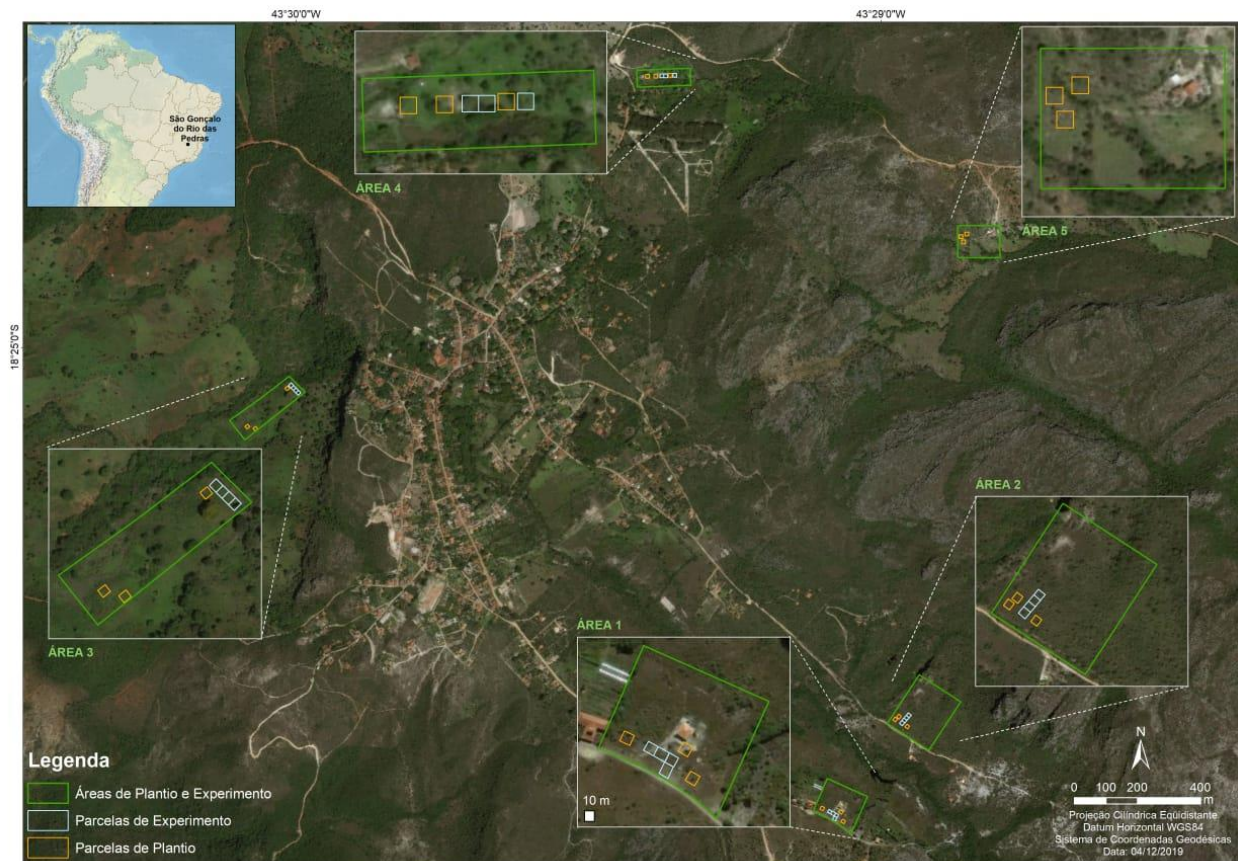 43°30'0"W
43°29'0"W
São Gonçalo
do Rio das
Pedras
ÁREA 4
ÁREA 5
18°25'0"S
ÁREA 3
ÁREA 2
ÁREA 1
10 m
N
0 100 200 400
m
Projeção Cilíndrica Eqüidistante
Datum Horizontal WGS84
Sistema de Coordenadas Geodésicas
Data: 04/12/2019
Legenda
Áreas de Plantio e Experimento
Parcelas de Experimento
Parcelas de Plantio